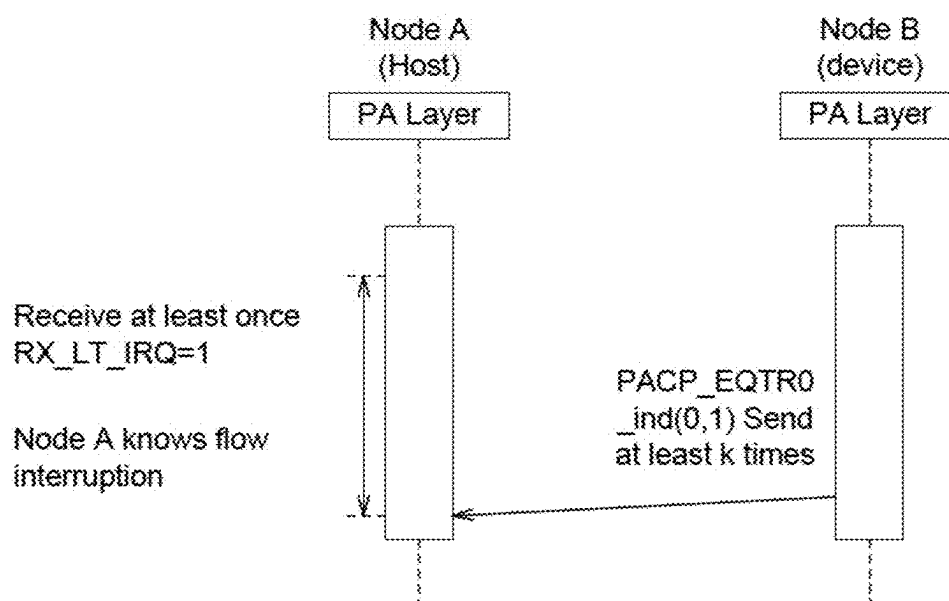 Node A
(Host)
PA Layer
Node B
(device)
PA Layer
Receive at least once
RX_LT_IRQ=1
Node A knows flow
interruption
PACP_EQTR0
_ind(0,1) Send
at least k times